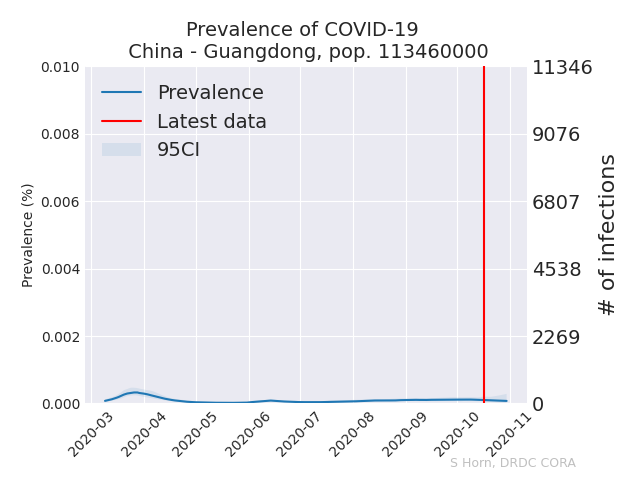 Prevalence of COVID-19
China - Guangdong, pop. 113460000
Prevalence
Latest data
95CI
Prevalence (%)
0.010
0.008
0.006
0.004
0.002
0.000
11346
9076
6807
4538
2269
0
# of infections
2020-03
2020-04
2020-05
2020-06
2020-07
2020-08
2020-09
2020-10
2020-11
S Horn, DRDC CORA